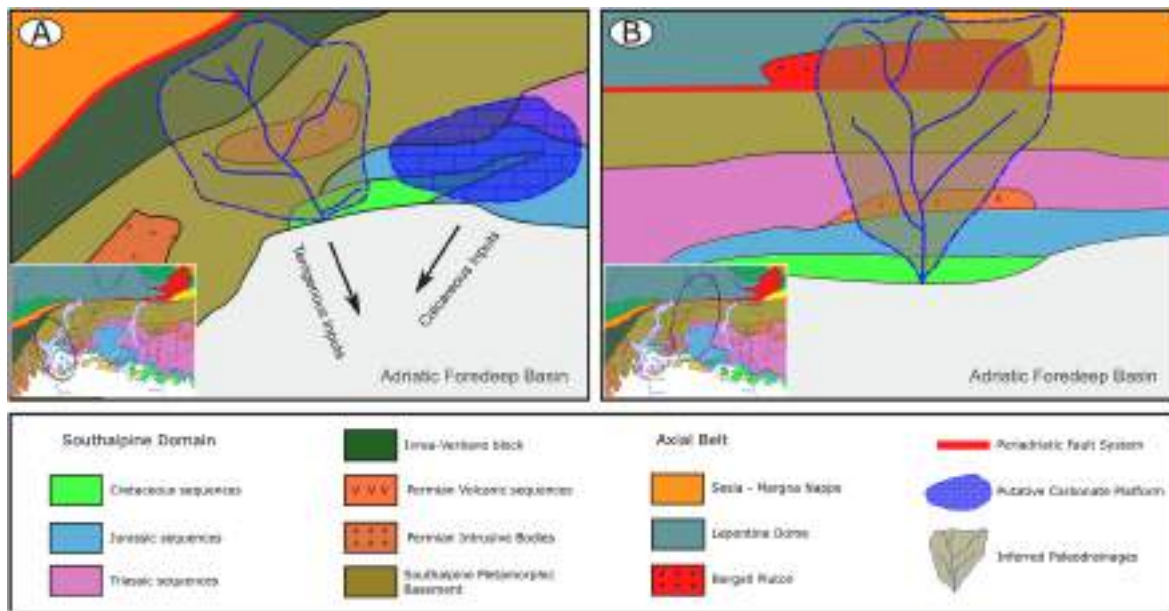 A
B
Terrigenous inputs
Calcareous inputs
Adriatic Foredeep Basin
Adriatic Foredeep Basin
Southalpine Domain
Cretaceous sequences
Jurassic sequences
Triassic sequences
Ivrea-Verbano block
Permian Volcanic sequences
Permian Intrusive Bodies
Southalpine Metamorphic
Basement
Axial Belt
Sesia - Margna Nappe
Lepontine Dome
Bergell Pluton
Periadriatic Fault System
Putative Carbonate Platform
Inferred Paleodrainages